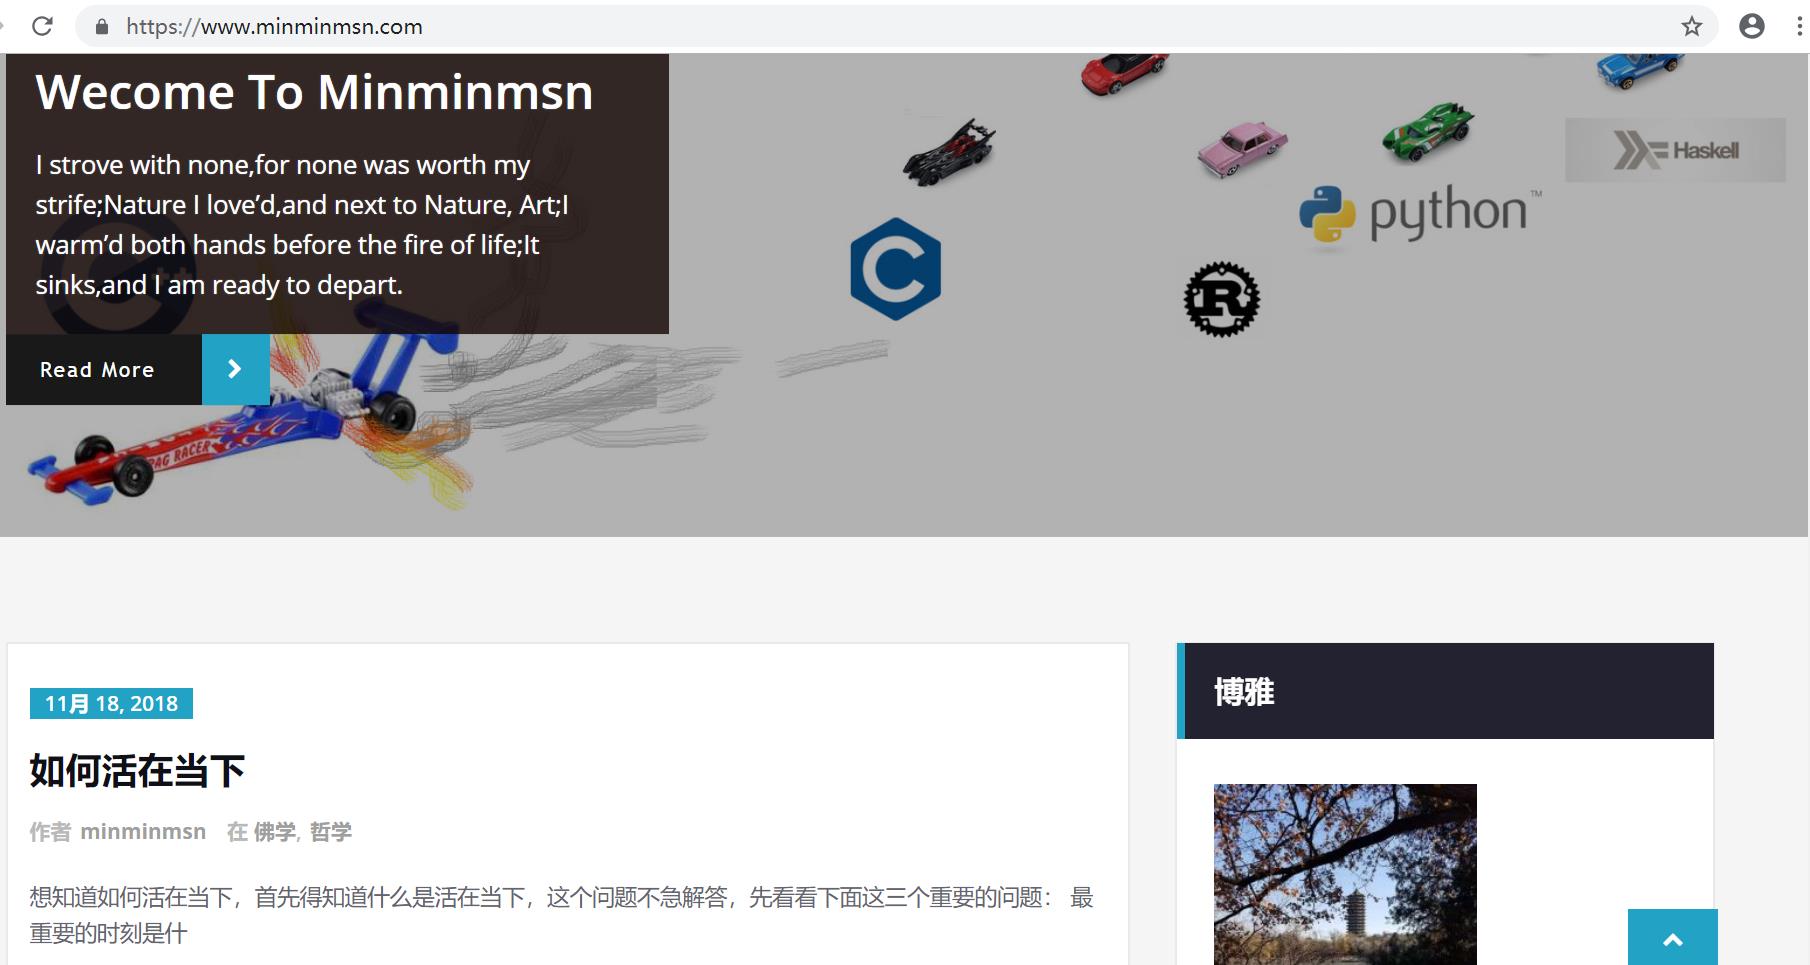 https://www.minminmsn.com
Wecome To Minminmsn
I strove with none,for none was worth my
strife;Nature I love’d,and next to Nature, Art;I
warm’d both hands before the fire of life;It
sinks,and I am ready to depart.
Read More
Haskell
python™
C
R
RAG RACER
11月 18, 2018
如何活在当下
作者 minminmsn 在 佛学, 哲学
想知道如何活在当下，首先得知道什么是活在当下，这个问题不急解答，先看看下面这三个重要的问题： 最
重要的时刻是什
博雅